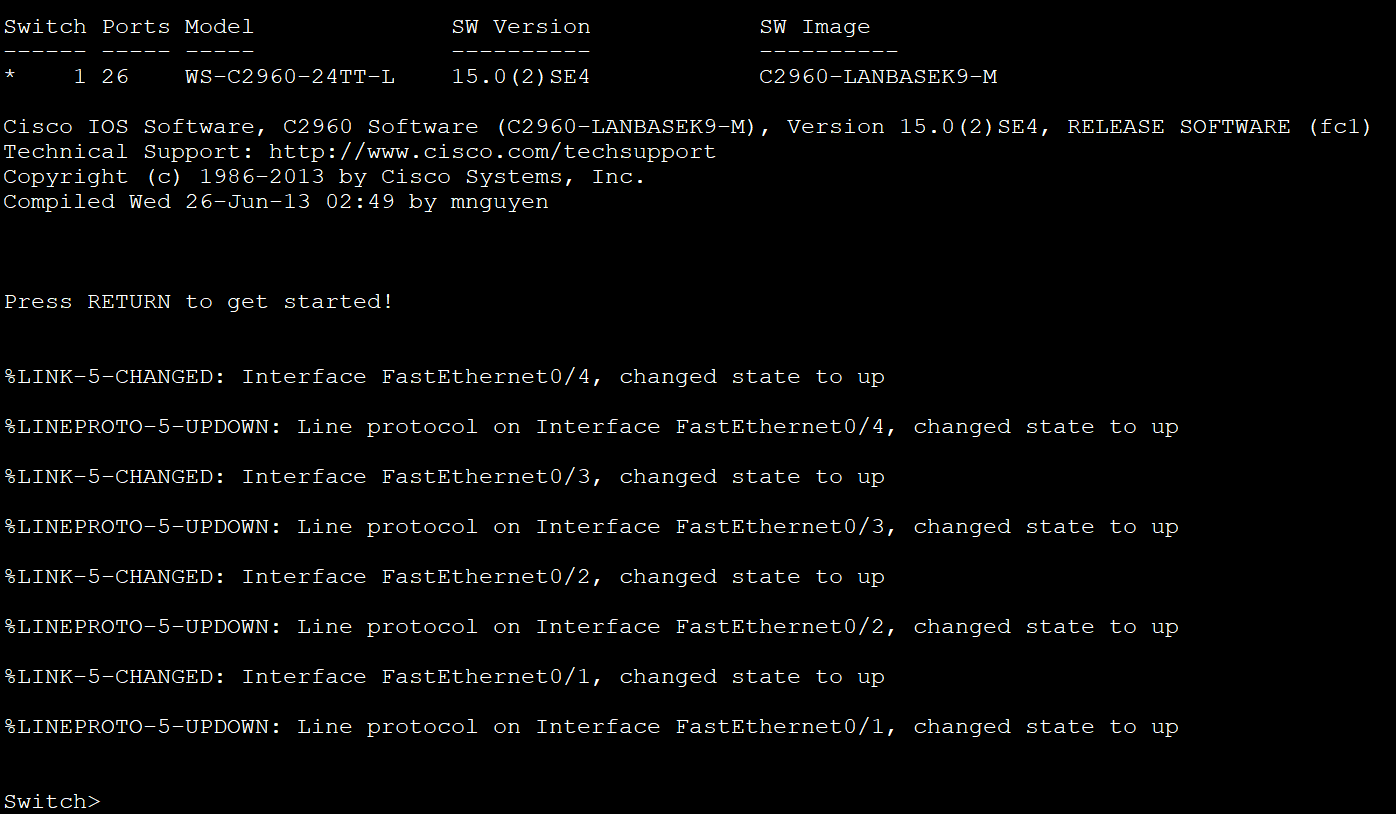 Switch Ports Model              SW Version            SW Image
------ ----- -----              ----------            ----------
*    1 26    WS-C2960-24TT-L    15.0(2)SE4            C2960-LANBASEK9-M
Cisco IOS Software, C2960 Software (C2960-LANBASEK9-M), Version 15.0(2)SE4, RELEASE SOFTWARE (fc1)
Technical Support: http://www.cisco.com/techsupport
Copyright (c) 1986-2013 by Cisco Systems, Inc.
Compiled Wed 26-Jun-13 02:49 by mnguyen
Press RETURN to get started!
%LINK-5-CHANGED: Interface FastEthernet0/4, changed state to up
%LINEPROTO-5-UPDOWN: Line protocol on Interface FastEthernet0/4, changed state to up
%LINK-5-CHANGED: Interface FastEthernet0/3, changed state to up
%LINEPROTO-5-UPDOWN: Line protocol on Interface FastEthernet0/3, changed state to up
%LINK-5-CHANGED: Interface FastEthernet0/2, changed state to up
%LINEPROTO-5-UPDOWN: Line protocol on Interface FastEthernet0/2, changed state to up
%LINK-5-CHANGED: Interface FastEthernet0/1, changed state to up
%LINEPROTO-5-UPDOWN: Line protocol on Interface FastEthernet0/1, changed state to up
Switch>